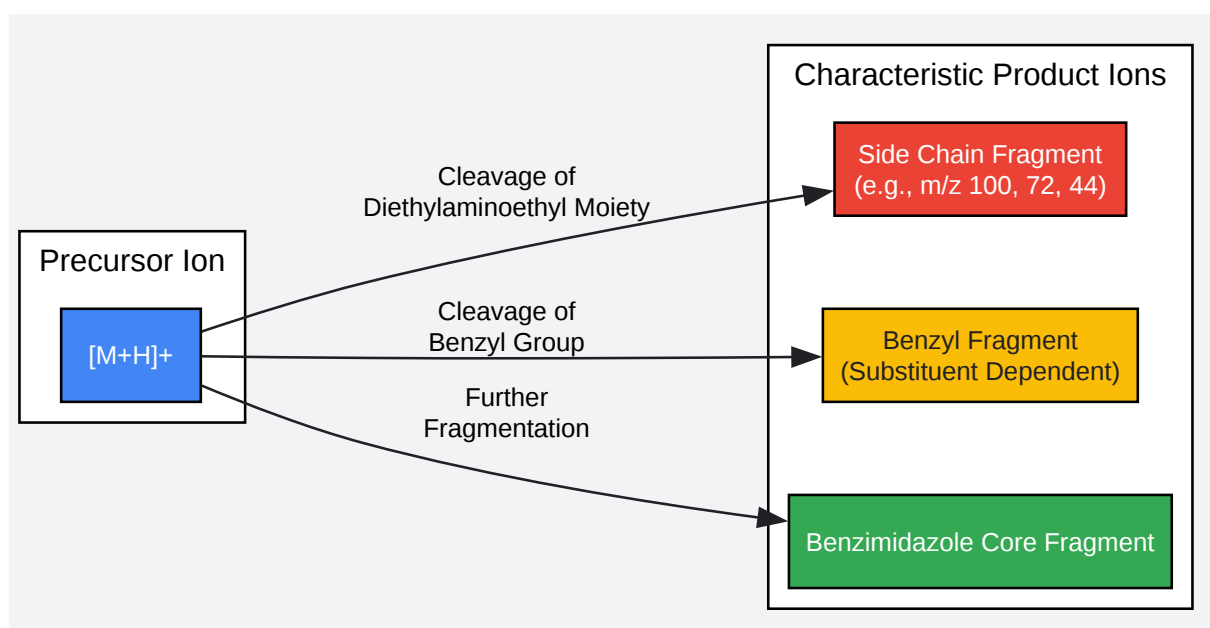 Precursor Ion
[M+H]+
Cleavage of
Diethylaminoethyl Moiety
Cleavage of
Benzyl Group
Further
Fragmentation
Characteristic Product Ions
Side Chain Fragment
(e.g., m/z 100, 72, 44)
Benzyl Fragment
(Substituent Dependent)
Benzimidazole Core Fragment